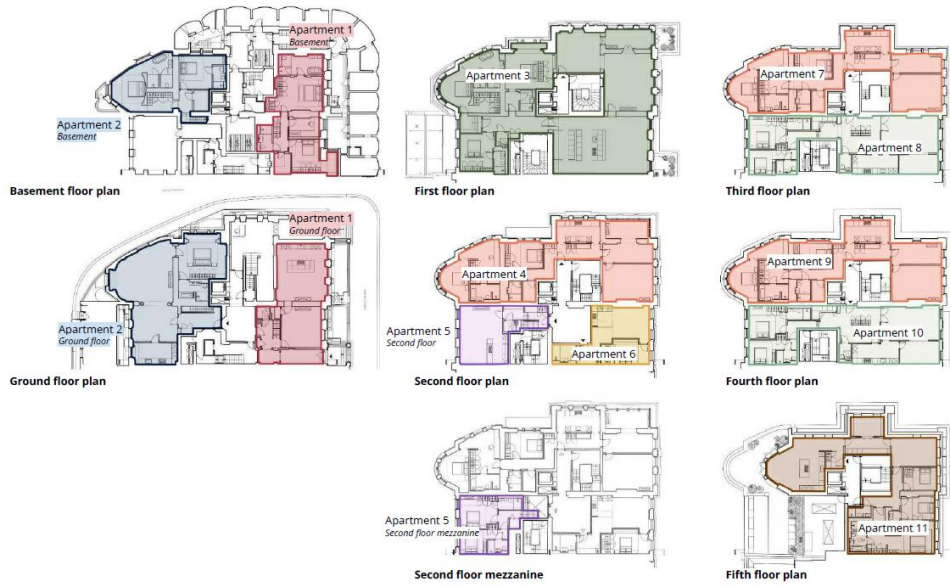 Apartment 1
Basement
Apartment 2
Basement
Basement floor plan
Apartment 3
First floor plan
Apartment 7
Apartment 8
Third floor plan
Apartment 1
Ground floor
Apartment 2
Ground floor
Ground floor plan
Apartment 4
Apartment 5
Second floor
Apartment 6
Second floor plan
Apartment 9
Apartment 10
Fourth floor plan
Apartment 5
Second floor mezzanine
Second floor mezzanine
Apartment 11
Fifth floor plan